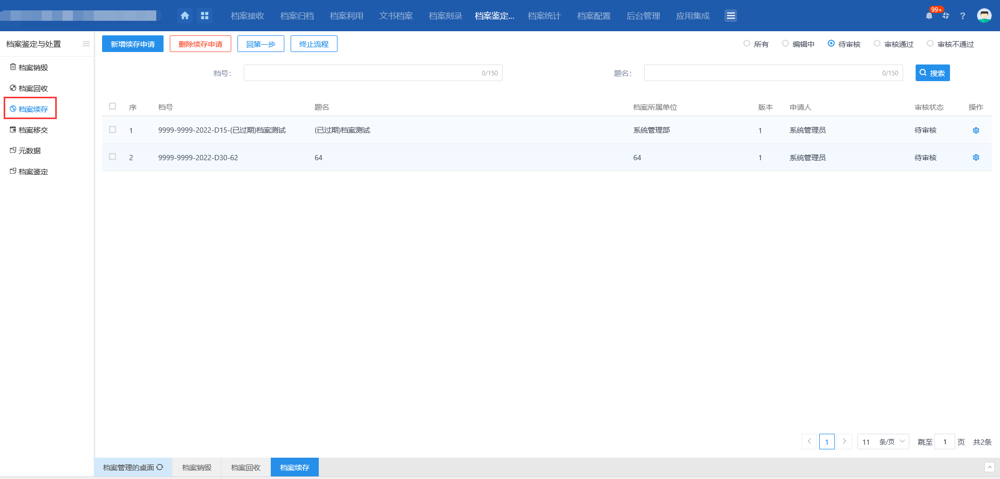 档案接收 档案归档 档案利用 文书档案 档案刻录 档案鉴定... 档案统计 档案配置 后台管理 应用集成 99+ ?
档案鉴定与处置
档案销毁
档案回收
档案续存
档案移交
元数据
档案鉴定
新增续存申请 删除续存申请 回第一步 终止流程 所有 编辑中 待审核 审核通过 审核不通过
档号： 0/150 题名： 0/150 搜索
序 档号 题名 档案所属单位 版本 申请人 审核状态 操作
1 9999-9999-2022-D15-(已过期)档案测试 (已过期)档案测试 系统管理部 1 系统管理员 待审核
2 9999-9999-2022-D30-62 64 64 1 系统管理员 待审核
1 11 条/页 跳至 1 页 共2条
档案管理的桌面 档案销毁 档案回收 档案续存